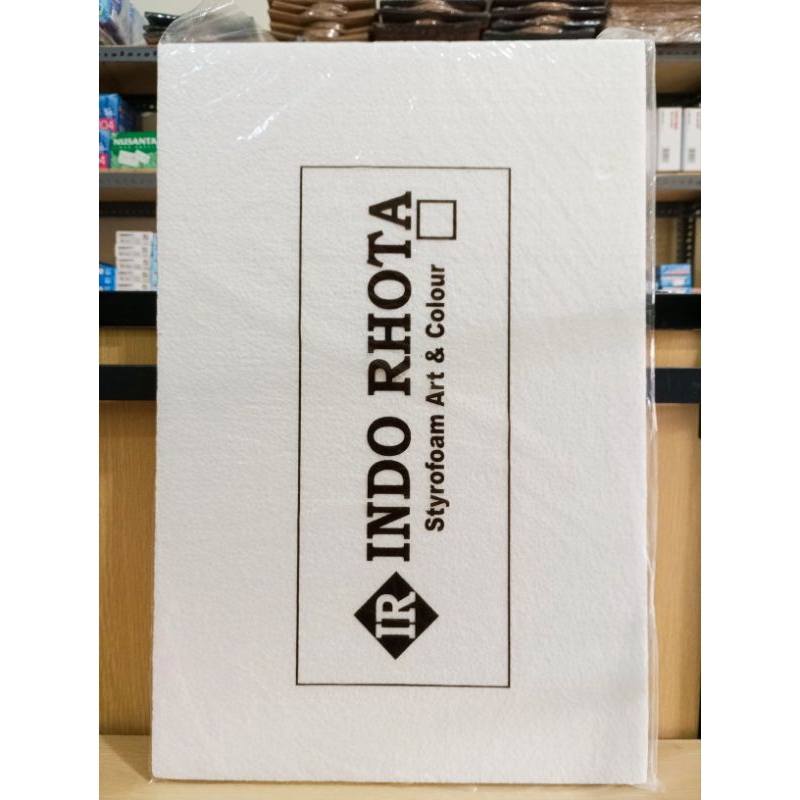 IR INDO RHOTA
Styrofoam Art & Colour
NUSANTA